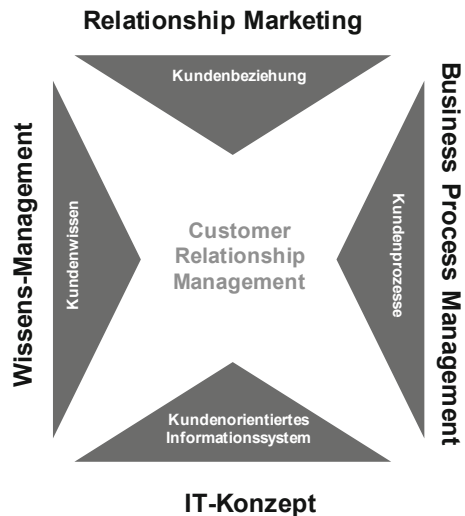 Relationship Marketing
Kundenbeziehung
Wissens-Management
Kundenwissen
Customer
Relationship
Management
Kundenprozesse
Business Process Management
Kundenorientiertes
Informationssystem
IT-Konzept